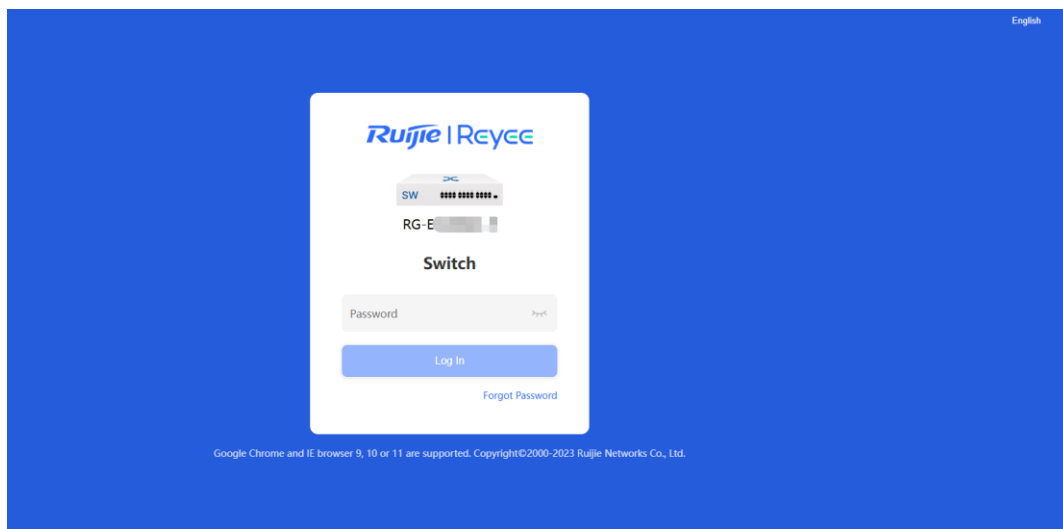 English
Ruijie | Reyee
SW
RG-E
Switch
Password
Log In
Forgot Password
Google Chrome and IE browser 9, 10 or 11 are supported. Copyright©2000-2023 Ruijie Networks Co., Ltd.